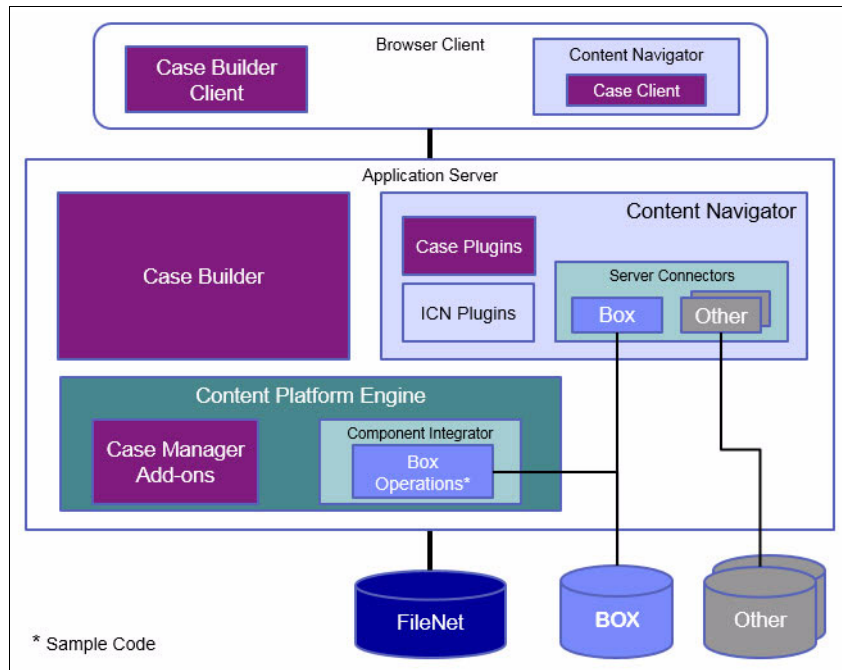 Browser Client
Case Builder
Client
Content Navigator
Case Client
Application Server
Case Builder
Content Navigator
Case Plugins
ICN Plugins
Server Connectors
Box
Other
Content Platform Engine
Case Manager
Add-ons
Component Integrator
Box
Operations*
FileNet
BOX
Other
* Sample Code